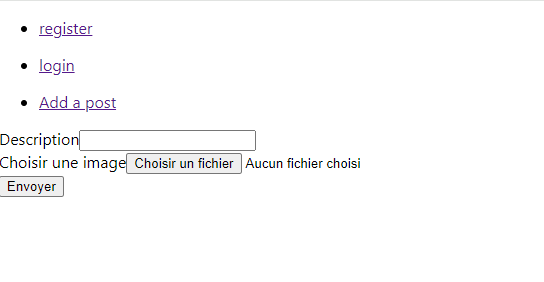 register
login
Add a post
Description
Choisir une image Choisir un fichier Aucun fichier choisi
Envoyer